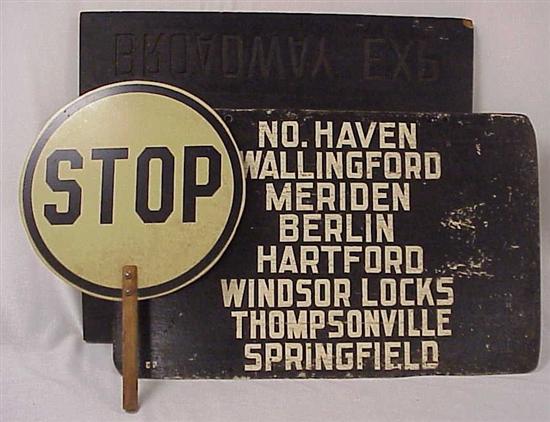 BROADWAY EXP
STOP
NO. HAVEN
WALLINGFORD
MERIDEN
BERLIN
HARTFORD
WINDSOR LOCKS
THOMPSONVILLE
SPRINGFIELD